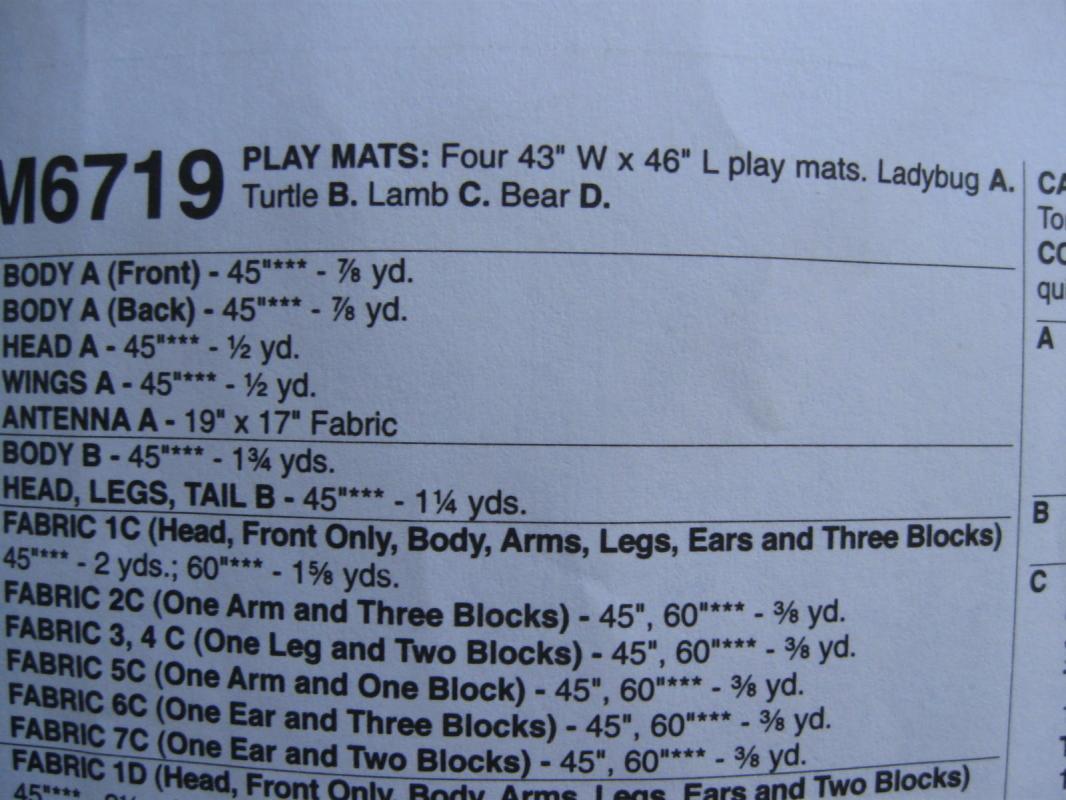 M6719
PLAY MATS: Four 43" W x 46" L play mats. Ladybug A.
Turtle B. Lamb C. Bear D.
BODY A (Front) - 45"*** - ⅞ yd.
BODY A (Back) - 45"*** - ⅞ yd.
HEAD A - 45"*** - ½ yd.
WINGS A - 45"*** - ½ yd.
ANTENNA A - 19" x 17" Fabric
BODY B - 45"*** - 1¾ yds.
HEAD, LEGS, TAIL B - 45"*** - 1¼ yds.
FABRIC 1C (Head, Front Only, Body, Arms, Legs, Ears and Three Blocks)
45"*** - 2 yds.; 60"*** - 1⅝ yds.
FABRIC 2C (One Arm and Three Blocks) - 45", 60"*** - ⅜ yd.
FABRIC 3, 4 C (One Leg and Two Blocks) - 45", 60"*** - ⅜ yd.
FABRIC 5C (One Arm and One Block) - 45", 60"*** - ⅜ yd.
FABRIC 6C (One Ear and Three Blocks) - 45", 60"*** - ⅜ yd.
FABRIC 7C (One Ear and Two Blocks) - 45", 60"*** - ⅜ yd.
FABRIC 1D (Head, Front Only, Body, Arms, Legs, Ears and Two Blocks)
45"***
A
B
C